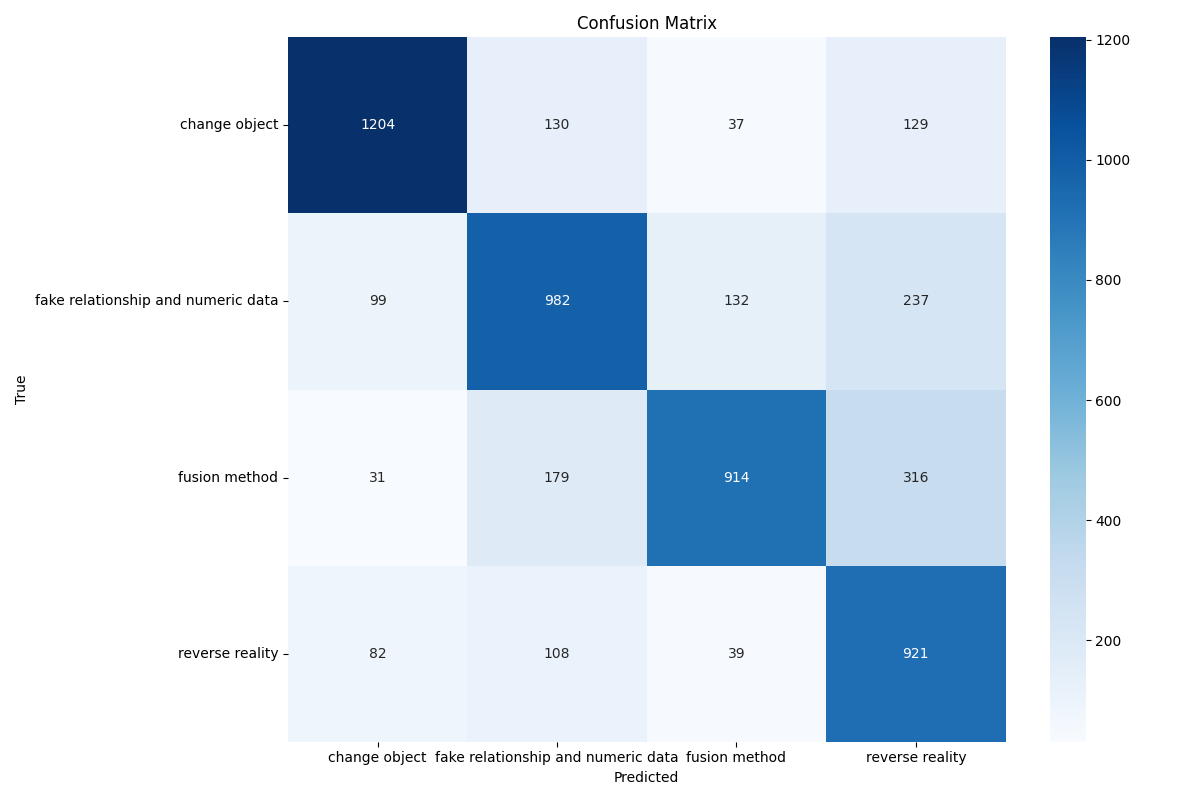 Confusion Matrix
change object 1204 130 37 129
fake relationship and numeric data 99 982 132 237
fusion method 31 179 914 316
reverse reality 82 108 39 921
change object fake relationship and numeric data fusion method reverse reality
Predicted
True
1200
1000
800
600
400
200